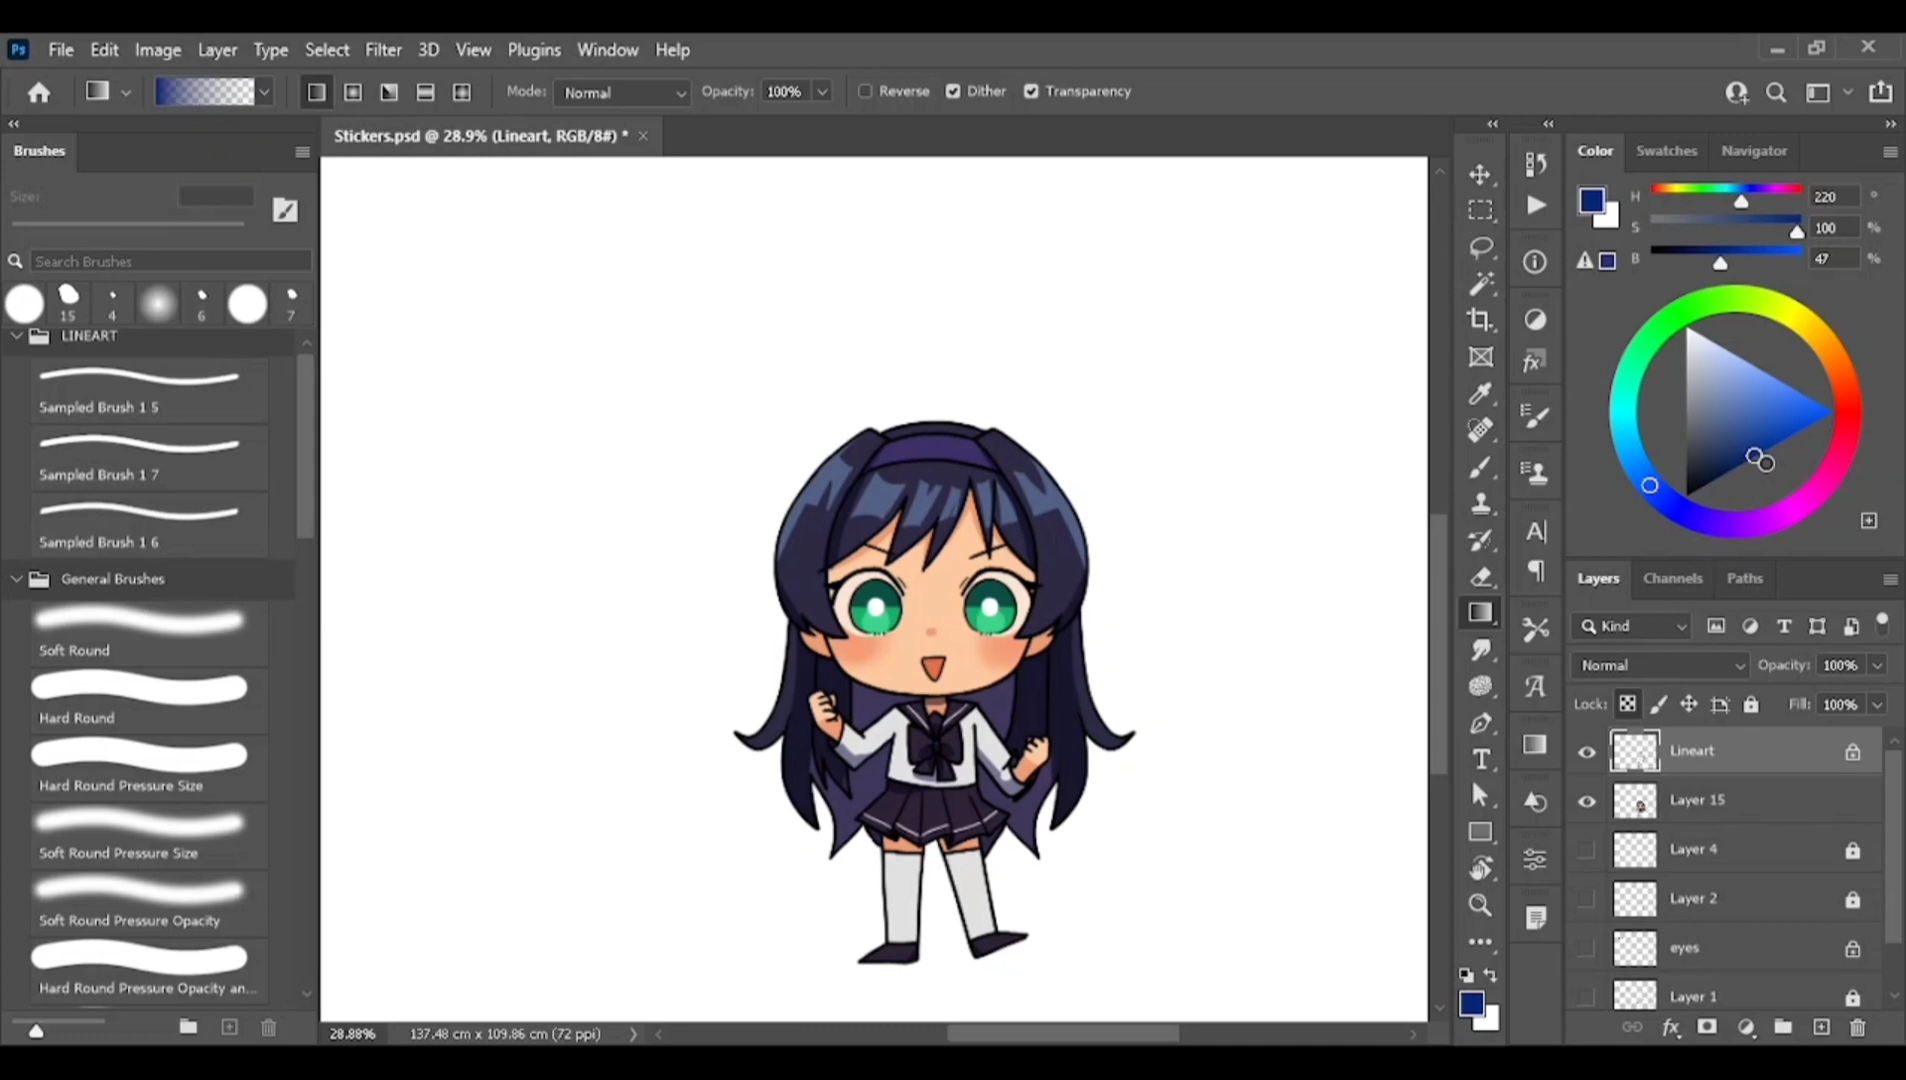 Ps File Edit Image Layer Type Select Filter 3D View Plugins Window Help
Mode: Normal Opacity: 100% Reverse Dither Transparency
Brushes
Stickers.psd @ 28.9% (Lineart, RGB/8#) *
Color Swatches Navigator
Size:
H 220 °
S 100 %
B 47 %
Search Brushes
15 4 6 7
LINEART
Sampled Brush 1 5
Sampled Brush 1 7
Sampled Brush 1 6
General Brushes
Soft Round
Hard Round
Hard Round Pressure Size
Soft Round Pressure Size
Soft Round Pressure Opacity
Hard Round Pressure Opacity an...
Layers Channels Paths
Kind
Normal Opacity: 100%
Lock: Fill: 100%
Lineart
Layer 15
Layer 4
Layer 2
eyes
Layer 1
28.88% 137.48 cm x 109.86 cm (72 ppi)